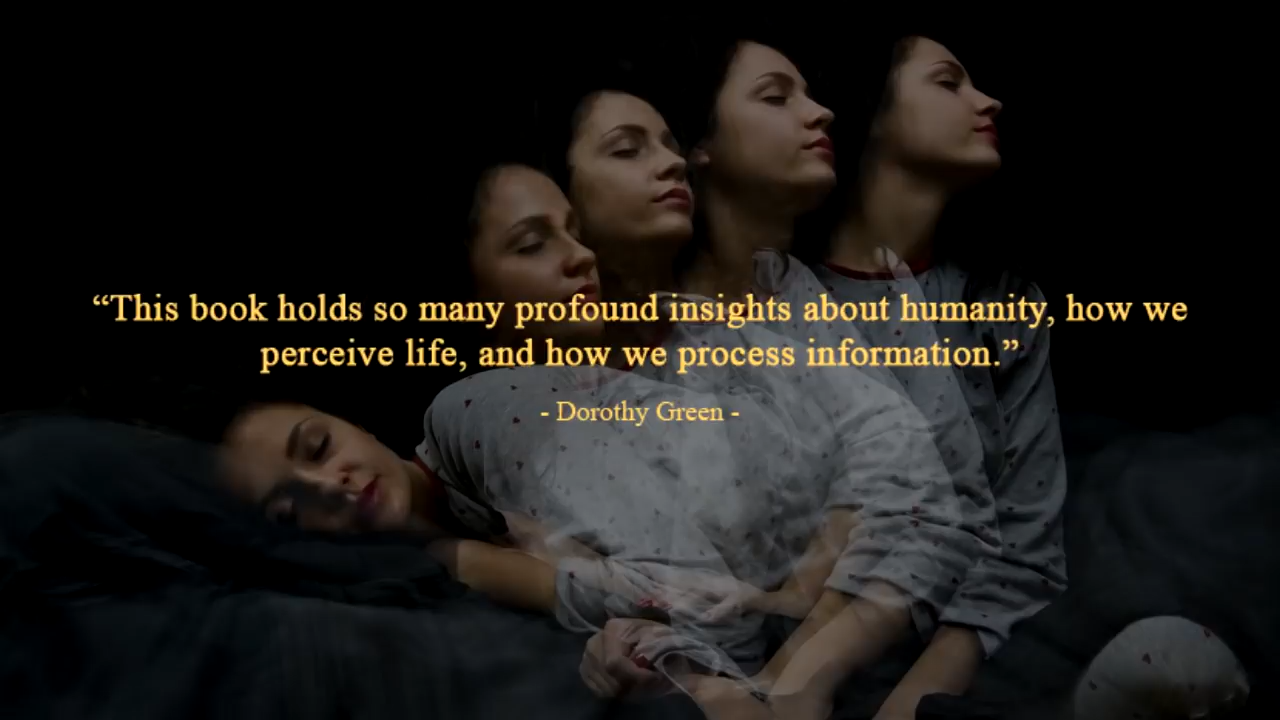 “This book holds so many profound insights about humanity, how we
perceive life, and how we process information.”
- Dorothy Green -